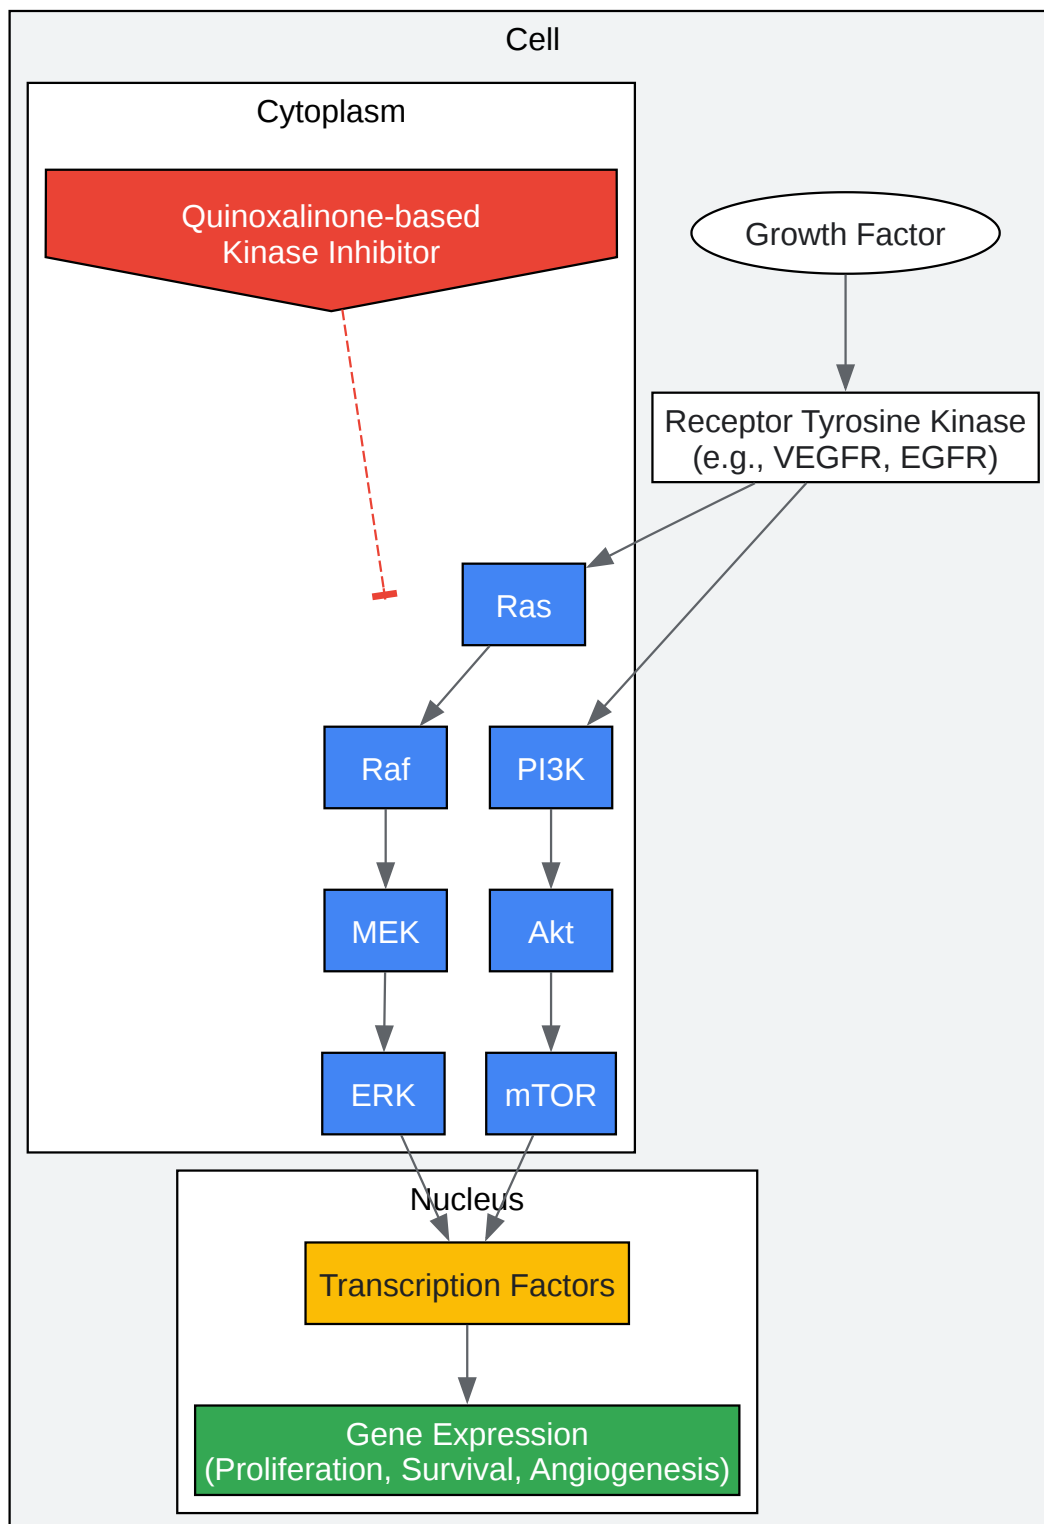 Cell
Cytoplasm
Quinoxalinone-based
Kinase Inhibitor
Growth Factor
Receptor Tyrosine Kinase
(e.g., VEGFR, EGFR)
Ras
Raf
PI3K
MEK
Akt
ERK
mTOR
Nucleus
Transcription Factors
Gene Expression
(Proliferation, Survival, Angiogenesis)